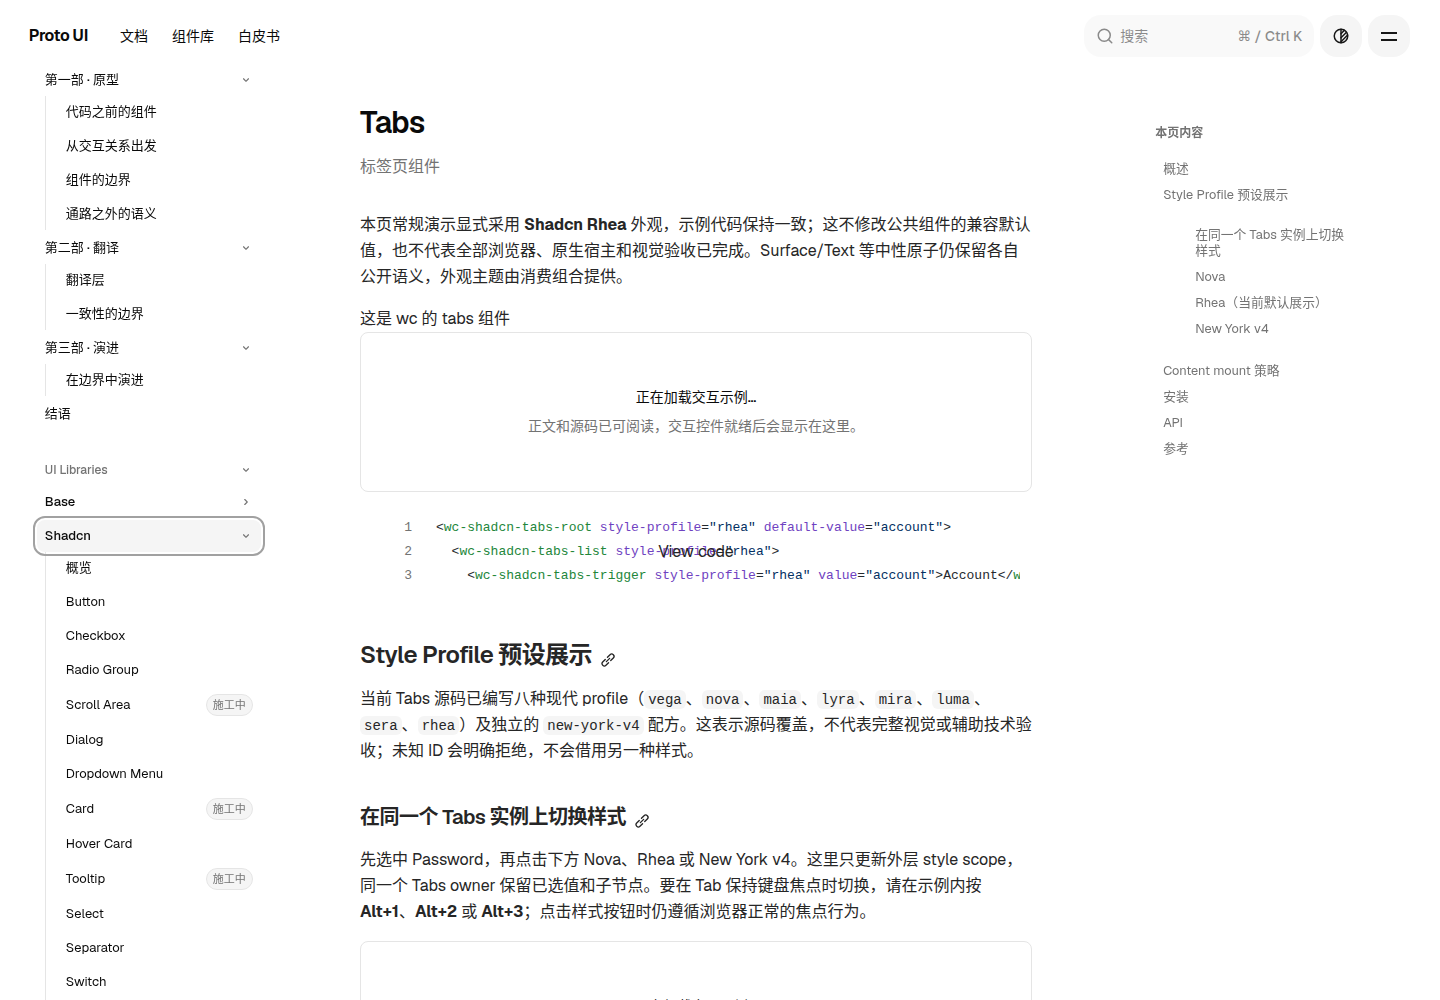 Proto UI
文档
组件库
白皮书
搜索
⌘ / Ctrl K
第一部 · 原型
代码之前的组件
从交互关系出发
组件的边界
通路之外的语义
第二部 · 翻译
翻译层
一致性的边界
第三部 · 演进
在边界中演进
结语
UI Libraries
Base
Shadcn
概览
Button
Checkbox
Radio Group
Scroll Area
施工中
Dialog
Dropdown Menu
Card
施工中
Hover Card
Tooltip
施工中
Select
Separator
Switch
Tabs
标签页组件
本页常规演示显式采用 Shadcn Rhea 外观，示例代码保持一致；这不修改公共组件的兼容默认
值，也不代表全部浏览器、原生宿主和视觉验收已完成。Surface/Text 等中性原子仍保留各自
公开语义，外观主题由消费组合提供。
这是 wc 的 tabs 组件
正在加载交互示例…
正文和源码已可阅读，交互控件就绪后会显示在这里。
1 <wc-shadcn-tabs-root style-profile="rhea" default-value="account">
2 <wc-shadcn-tabs-list style-profile="rhea">
View code
3 <wc-shadcn-tabs-trigger style-profile="rhea" value="account">Account</w
Style Profile 预设展示
当前 Tabs 源码已编写八种现代 profile（vega、nova、maia、lyra、mira、luma、
sera、rhea）及独立的 new-york-v4 配方。这表示源码覆盖，不代表完整视觉或辅助技术验
收；未知 ID 会明确拒绝，不会借用另一种样式。
在同一个 Tabs 实例上切换样式
先选中 Password，再点击下方 Nova、Rhea 或 New York v4。这里只更新外层 style scope，
同一个 Tabs owner 保留已选值和子节点。要在 Tab 保持键盘焦点时切换，请在示例内按
Alt+1、Alt+2 或 Alt+3；点击样式按钮时仍遵循浏览器正常的焦点行为。
本页内容
概述
Style Profile 预设展示
在同一个 Tabs 实例上切换
样式
Nova
Rhea（当前默认展示）
New York v4
Content mount 策略
安装
API
参考